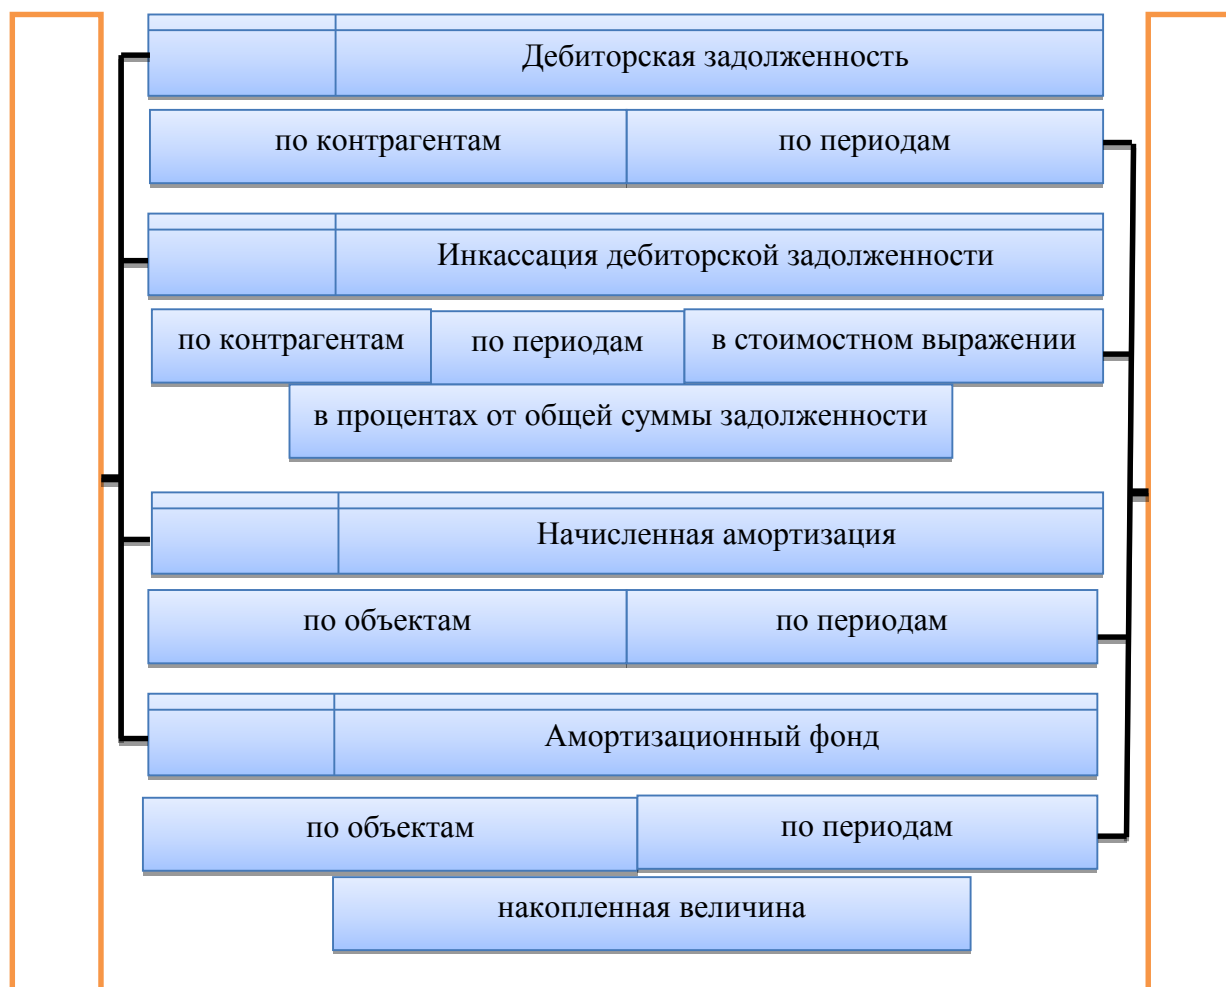 Дебиторская задолженность
по контрагентам
по периодам
Инкассация дебиторской задолженности
по контрагентам
по периодам
в стоимостном выражении
в процентах от общей суммы задолженности
Начисленная амортизация
по объектам
по периодам
Амортизационный фонд
по объектам
по периодам
накопленная величина